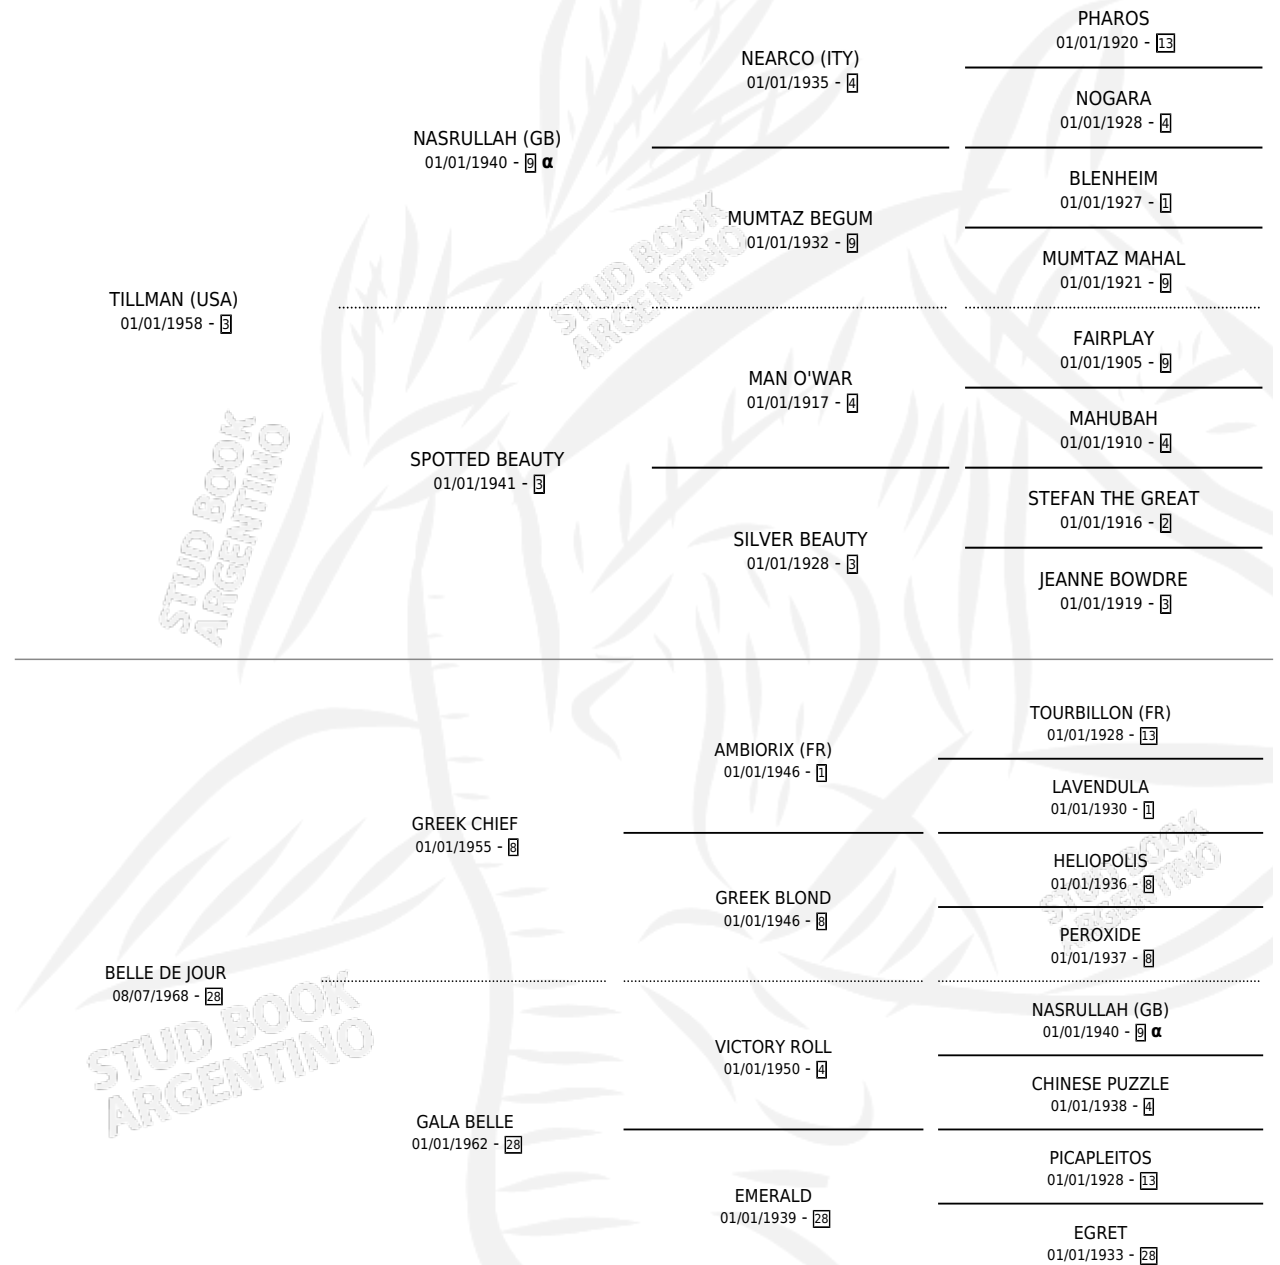 PHAROS
01/01/1920 - 13
NEARCO (ITY)
01/01/1935 - 4
NOGARA
01/01/1928 - 4
NASRULLAH (GB)
01/01/1940 - 9 α
BLENHEIM
01/01/1927 - 1
MUMTAZ BEGUM
01/01/1932 - 9
MUMTAZ MAHAL
01/01/1921 - 9
TILLMAN (USA)
01/01/1958 - 3
FAIRPLAY
01/01/1905 - 9
MAN O'WAR
01/01/1917 - 4
MAHUBAH
01/01/1910 - 4
SPOTTED BEAUTY
01/01/1941 - 3
STEFAN THE GREAT
01/01/1916 - 2
SILVER BEAUTY
01/01/1928 - 3
JEANNE BOWDRE
01/01/1919 - 3
TOURBILLON (FR)
01/01/1928 - 13
AMBIORIX (FR)
01/01/1946 - 1
LAVENDULA
01/01/1930 - 1
GREEK CHIEF
01/01/1955 - 8
HELIOPOLIS
01/01/1936 - 8
GREEK BLOND
01/01/1946 - 8
PEROXIDE
01/01/1937 - 8
BELLE DE JOUR
08/07/1968 - 28
NASRULLAH (GB)
01/01/1940 - 9 α
VICTORY ROLL
01/01/1950 - 4
CHINESE PUZZLE
01/01/1938 - 4
GALA BELLE
01/01/1962 - 28
PICAPLEITOS
01/01/1928 - 13
EMERALD
01/01/1939 - 28
EGRET
01/01/1933 - 28
STUD BOOK
ARGENTINO
STUD BOOK
ARGENTINO
STUD BOOK
ARGENTINO
STUD BOOK
ARGENTINO